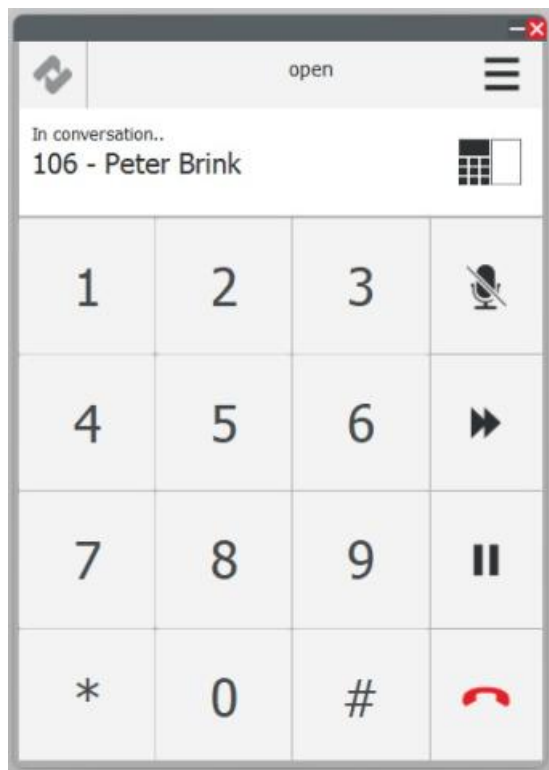 open
In conversation..
106 - Peter Brink
1 2 3
4 5 6
7 8 9
* 0 #